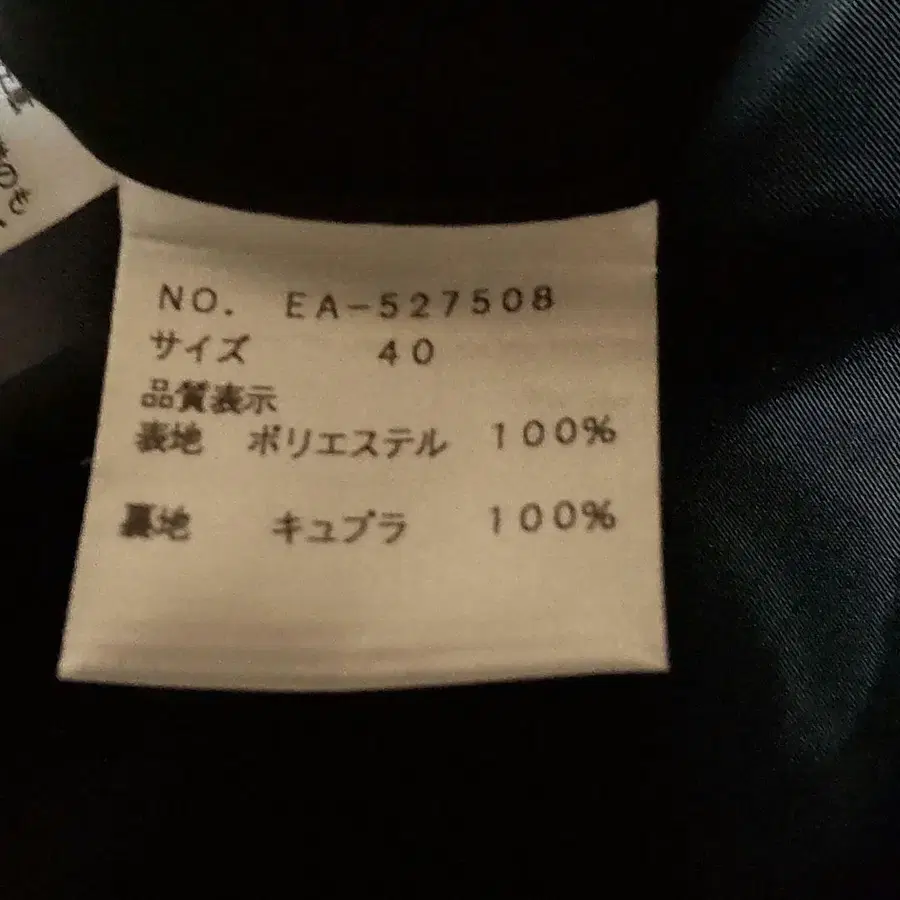 NO. EA-527508
サイズ 40
品質表示
表地 ポリエステル 100%
裏地 キュプラ 100%